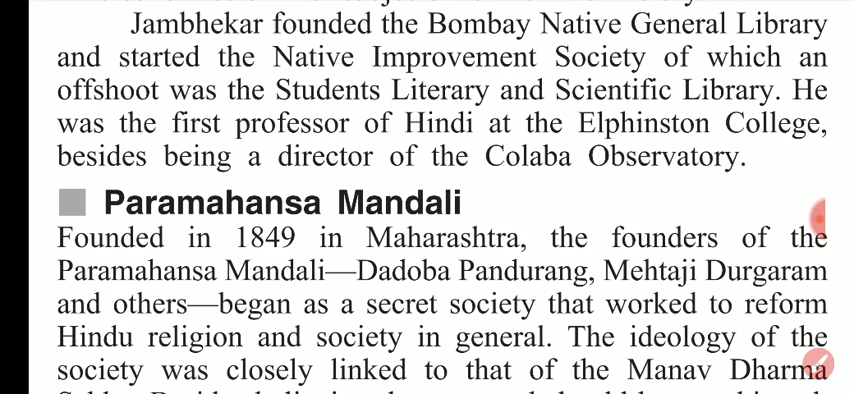 Jambhekar founded the Bombay Native General Library
and started the Native Improvement Society of which an
offshoot was the Students Literary and Scientific Library. He
was the first professor of Hindi at the Elphinston College,
besides being a director of the Colaba Observatory.
Paramahansa Mandali
Founded in 1849 in Maharashtra, the founders of the
Paramahansa Mandali—Dadoba Pandurang, Mehtaji Durgaram
and others—began as a secret society that worked to reform
Hindu religion and society in general. The ideology of the
society was closely linked to that of the Manav Dharma